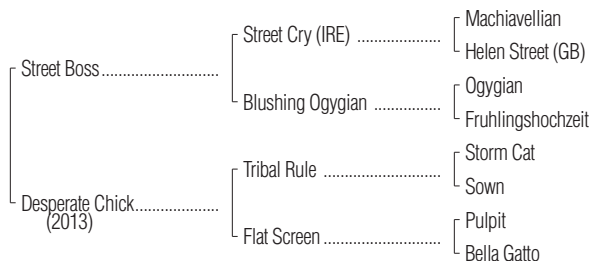 Machiavellian
Street Cry (IRE) ..................
Helen Street (GB)
Street Boss.........................
Ogygian
Blushing Ogygian ..............
Fruhlingshochzeit
Storm Cat
Tribal Rule .........................
Sown
Desperate Chick..................
(2013)
Pulpit
Flat Screen.........................
Bella Gatto